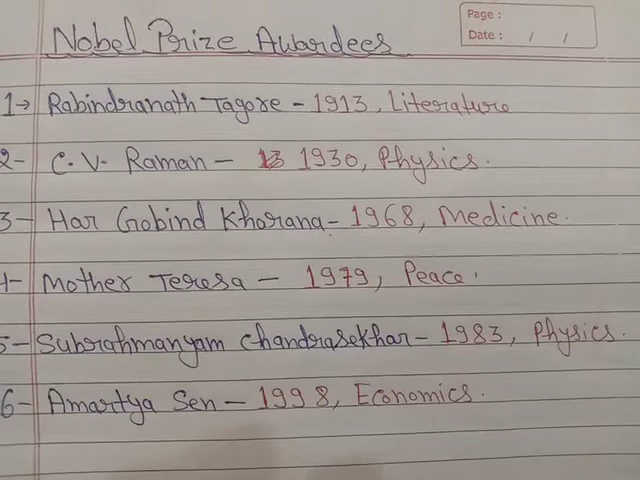 Page :
Date : / /
Nobel Prize Awardees
1→ Rabindranath Tagore - 1913, Literature
2- C.V. Raman - 1930, Physics.
3- Har Gobind Khorana - 1968, Medicine.
4- Mother Teresa - 1979, Peace.
5- Subrahmanyam Chandrasekhar - 1983, Physics.
6- Amartya Sen - 1998, Economics.